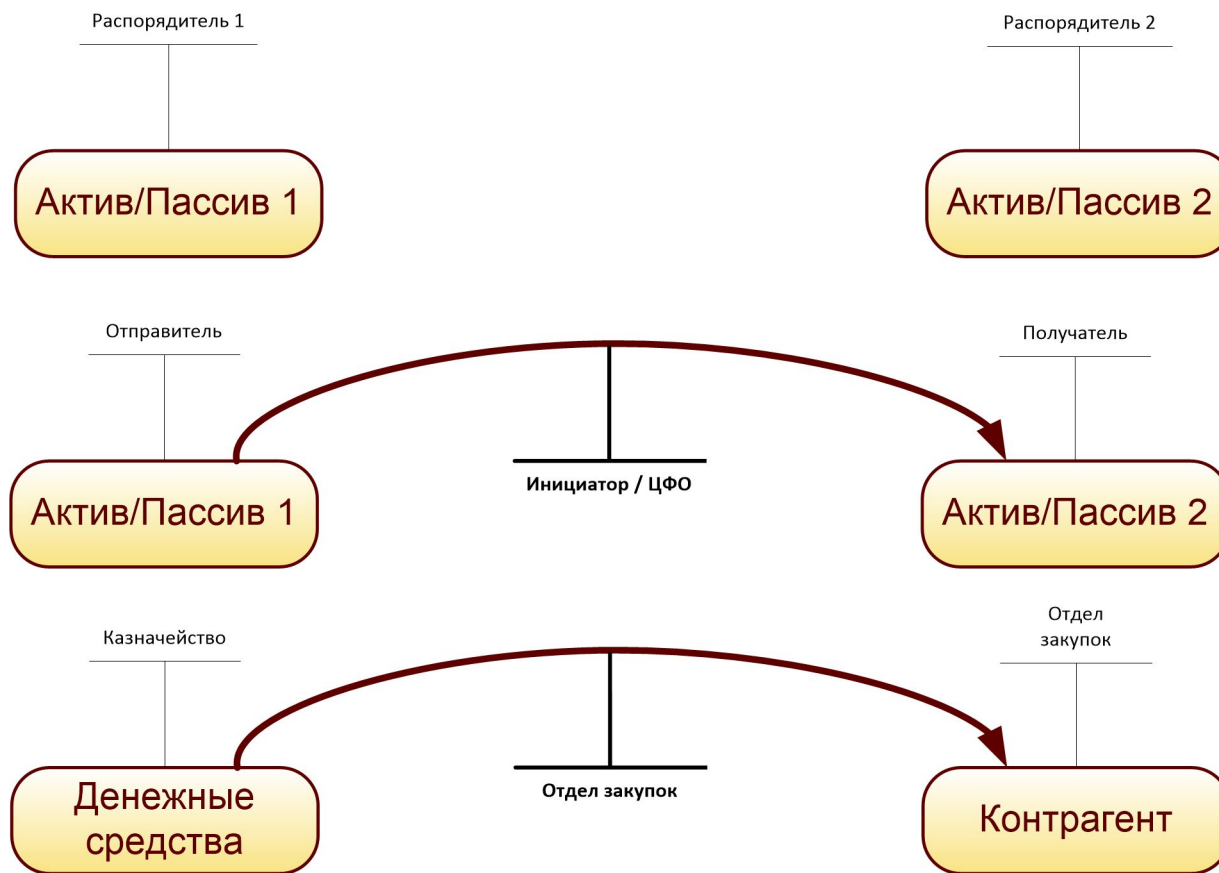 Распорядитель 1
Распорядитель 2
Актив/Пассив 1
Актив/Пассив 2
Отправитель
Получатель
Инициатор / ЦФО
Актив/Пассив 1
Актив/Пассив 2
Казначейство
Отдел
закупок
Отдел закупок
Денежные
средства
Контрагент